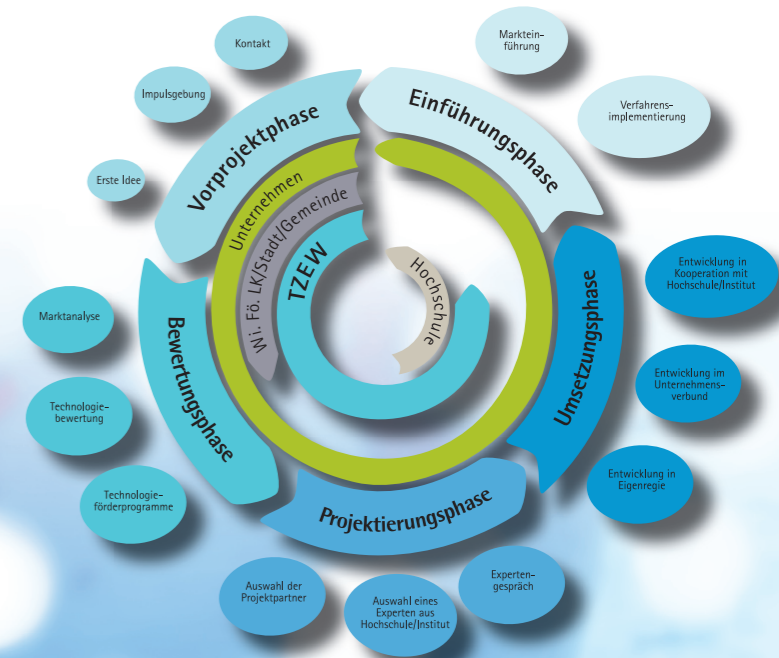 Kontakt
Impulsgebung
Erste Idee
Vorprojektphase
Marktein-
führung
Verfahrens-
implementierung
Einführungsphase
Unternehmen
Wi. Fö. LK/Stadt/Gemeinde
TZEW
Hochschule
Entwicklung in
Kooperation mit
Hochschule/Institut
Entwicklung im
Unternehmens-
verbund
Entwicklung in
Eigenregie
Umsetzungsphase
Marktanalyse
Technologie-
bewertung
Technologie-
förderprogramme
Bewertungsphase
Projektierungsphase
Auswahl der
Projektpartner
Auswahl eines
Experten aus
Hochschule/Institut
Experten-
gespräch